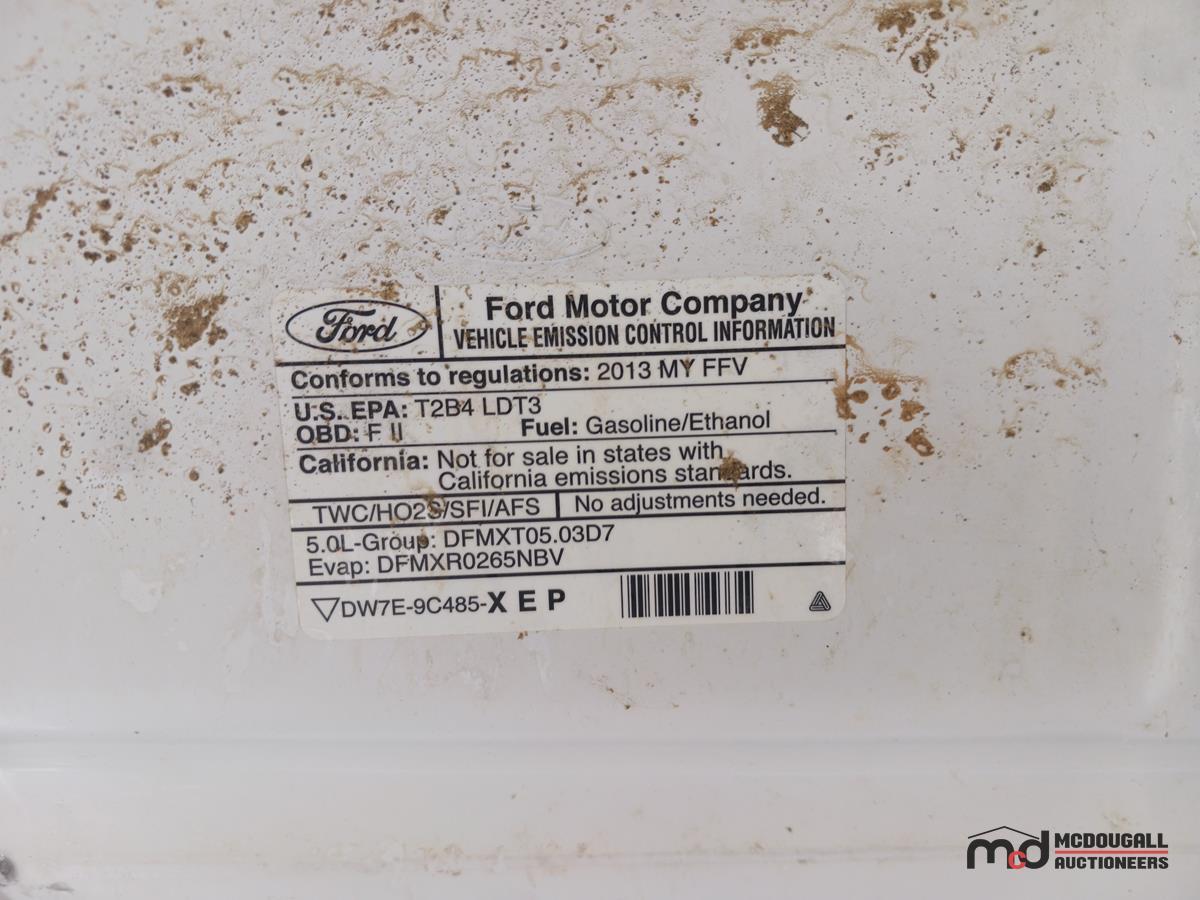 Ford
Ford Motor Company
VEHICLE EMISSION CONTROL INFORMATION
Conforms to regulations: 2013 MY FFV
U.S. EPA: T2B4 LDT3
OBD: F II Fuel: Gasoline/Ethanol
California: Not for sale in states with
California emissions standards.
TWC/HO2S/SFI/AFS No adjustments needed.
5.0L-Group: DFMXT05.03D7
Evap: DFMXR0265NBV
▽DW7E-9C485-X E P
mcd MCDOUGALL
AUCTIONEERS